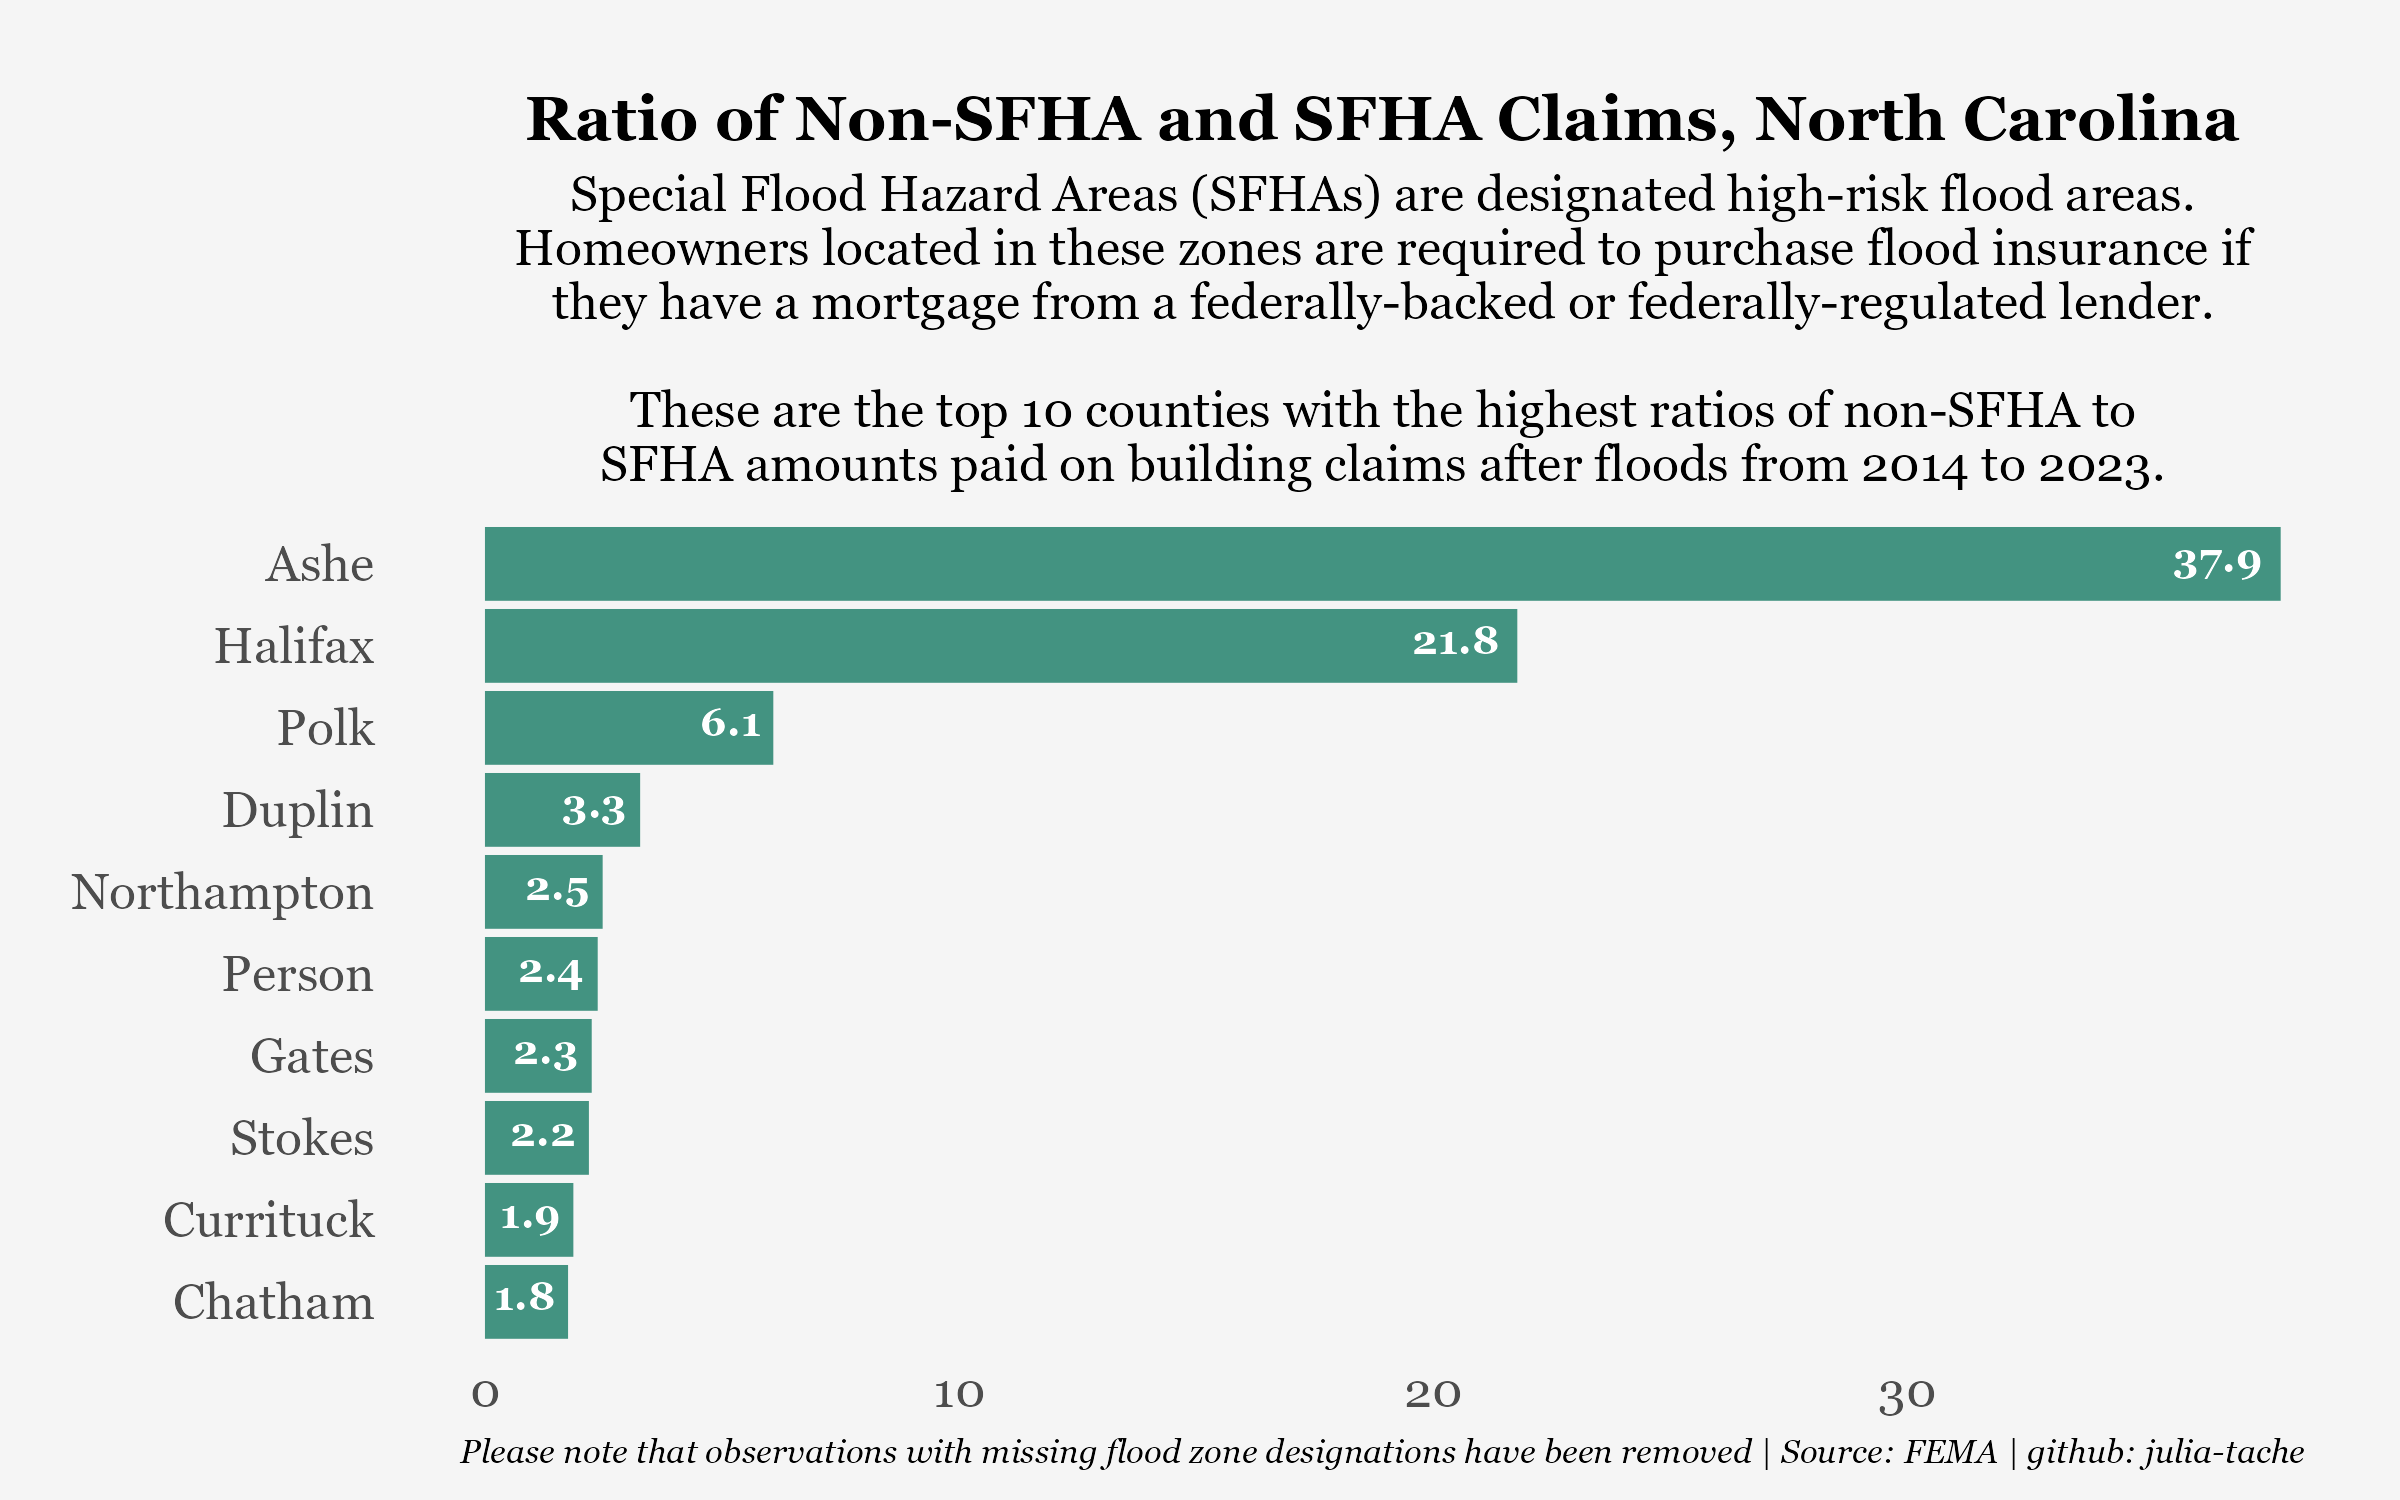 Ratio of Non-SFHA and SFHA Claims, North Carolina
Special Flood Hazard Areas (SFHAs) are designated high-risk flood areas.
Homeowners located in these zones are required to purchase flood insurance if
they have a mortgage from a federally-backed or federally-regulated lender.
These are the top 10 counties with the highest ratios of non-SFHA to
SFHA amounts paid on building claims after floods from 2014 to 2023.
Ashe 37.9
Halifax 21.8
Polk 6.1
Duplin 3.3
Northampton 2.5
Person 2.4
Gates 2.3
Stokes 2.2
Currituck 1.9
Chatham 1.8
0 10 20 30
Please note that observations with missing flood zone designations have been removed | Source: FEMA | github: julia-tache